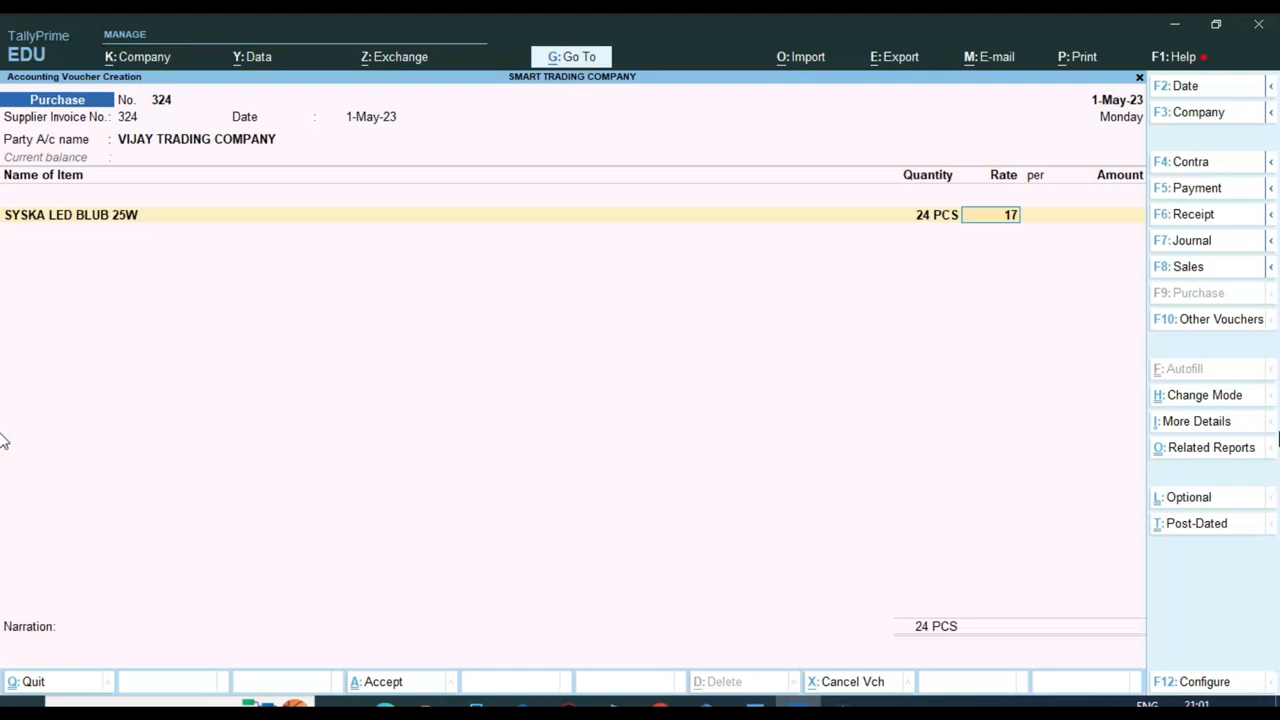 TallyPrime
EDU
MANAGE
K: Company
Y: Data
Z: Exchange
G: Go To
O: Import
E: Export
M: E-mail
P: Print
F1: Help
Accounting Voucher Creation
SMART TRADING COMPANY
Purchase No. 324 1-May-23
Supplier Invoice No.: 324 Date : 1-May-23 Monday
Party A/c name : VIJAY TRADING COMPANY
Current balance :
Name of Item Quantity Rate per Amount
SYSKA LED BLUB 25W 24 PCS 17
Narration: 24 PCS
F2: Date
F3: Company
F4: Contra
F5: Payment
F6: Receipt
F7: Journal
F8: Sales
F9: Purchase
F10: Other Vouchers
F: Autofill
H: Change Mode
I: More Details
O: Related Reports
L: Optional
T: Post-Dated
F12: Configure
Q: Quit
A: Accept
D: Delete
X: Cancel Vch
ENG 21:01